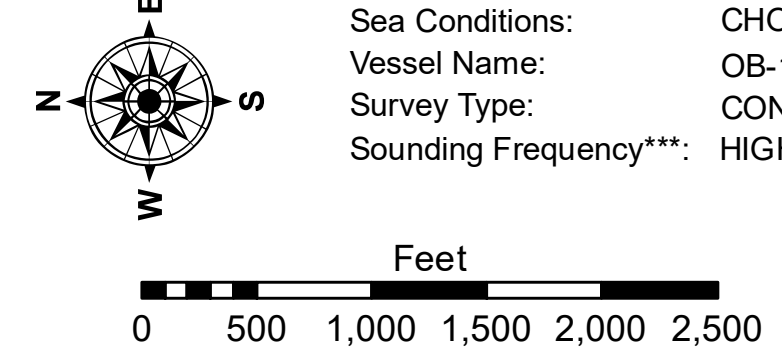 E
N
S
W
Sea Conditions:
Vessel Name:
Survey Type:
Sounding Frequency***:
Feet
0 500 1,000 1,500 2,000 2,500